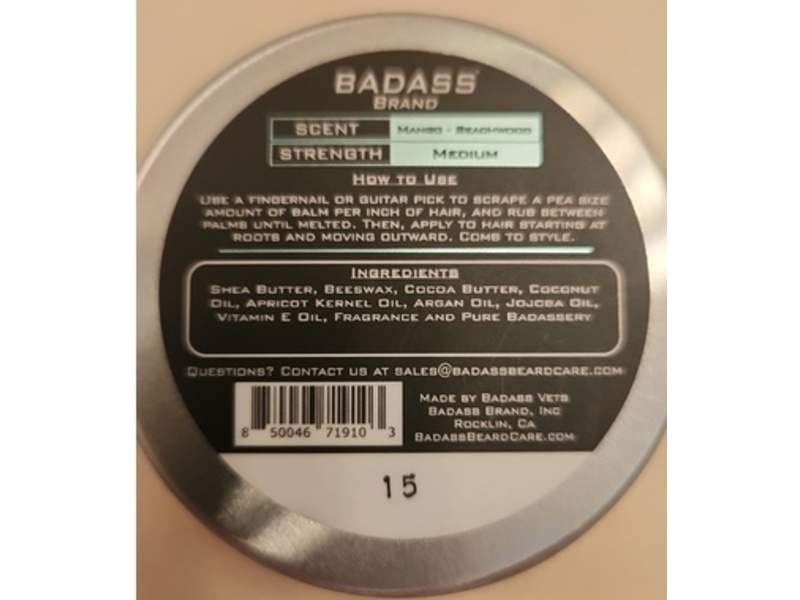 BADASS
BRAND
SCENT MANGO - BEACHWOOD
STRENGTH MEDIUM
HOW TO USE
USE A FINGERNAIL OR GUITAR PICK TO SCRAPE A PEA SIZE
AMOUNT OF BALM PER INCH OF HAIR, AND RUB BETWEEN
PALMS UNTIL MELTED. THEN, APPLY TO HAIR STARTING AT
ROOTS AND MOVING OUTWARD. COMB TO STYLE.
INGREDIENTS
SHEA BUTTER, BEESWAX, COCOA BUTTER, COCONUT
OIL, APRICOT KERNEL OIL, ARGAN OIL, JOJOBA OIL,
VITAMIN E OIL, FRAGRANCE AND PURE BADASSERY
QUESTIONS? CONTACT US AT SALES@BADASSBEARDCARE.COM
MADE BY BADASS VETS
BADASS BRAND, INC
ROCKLIN, CA
BADASSBEARDCARE.COM
8 50046 71910 3
15